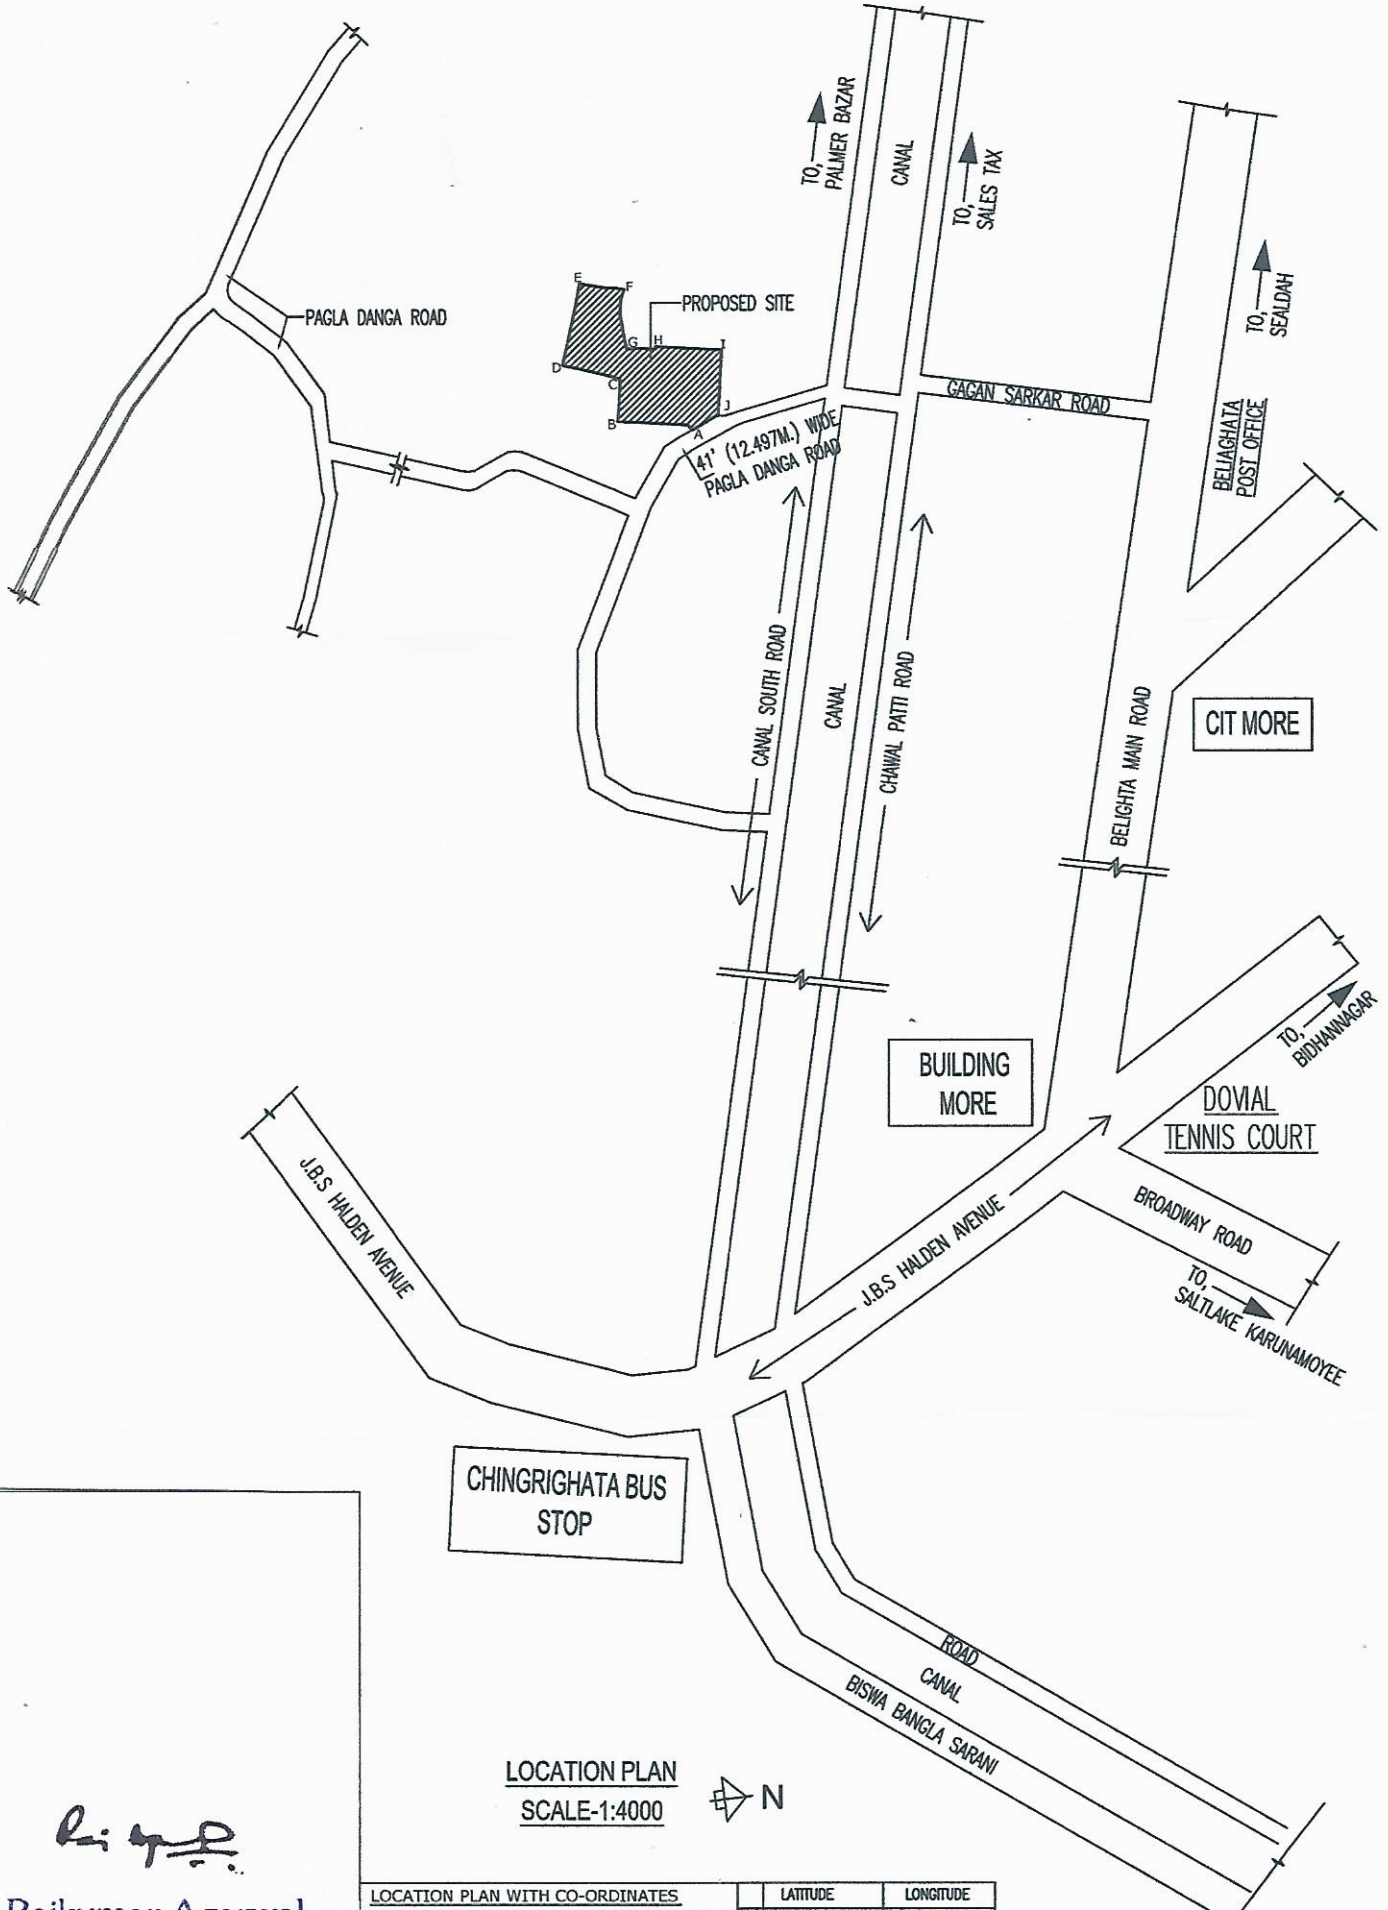 TO,
PALMER BAZAR
CANAL
TO,
SALES TAX
TO,
SEALDAH
E
F
PROPOSED SITE
PAGLA DANGA ROAD
G
H
I
D
C
J
B
A
GAGAN SARKAR ROAD
BELIAGHATA
POST OFFICE
41' (12.497M.) WIDE
PAGLA DANGA ROAD
CANAL SOUTH ROAD
CANAL
CHAWAL PATTI ROAD
BELIGHTA MAIN ROAD
CIT MORE
TO,
BIDHANNAGAR
BUILDING
MORE
DOVIAL
TENNIS COURT
J.B.S HALDEN AVENUE
J.B.S HALDEN AVENUE
BROADWAY ROAD
TO,
SALTLAKE KARUNAMOYEE
CHINGRIGHATA BUS
STOP
ROAD
CANAL
BISWA BANGLA SARANI
LOCATION PLAN
SCALE-1:4000
N
LOCATION PLAN WITH CO-ORDINATES
LATITUDE
LONGITUDE